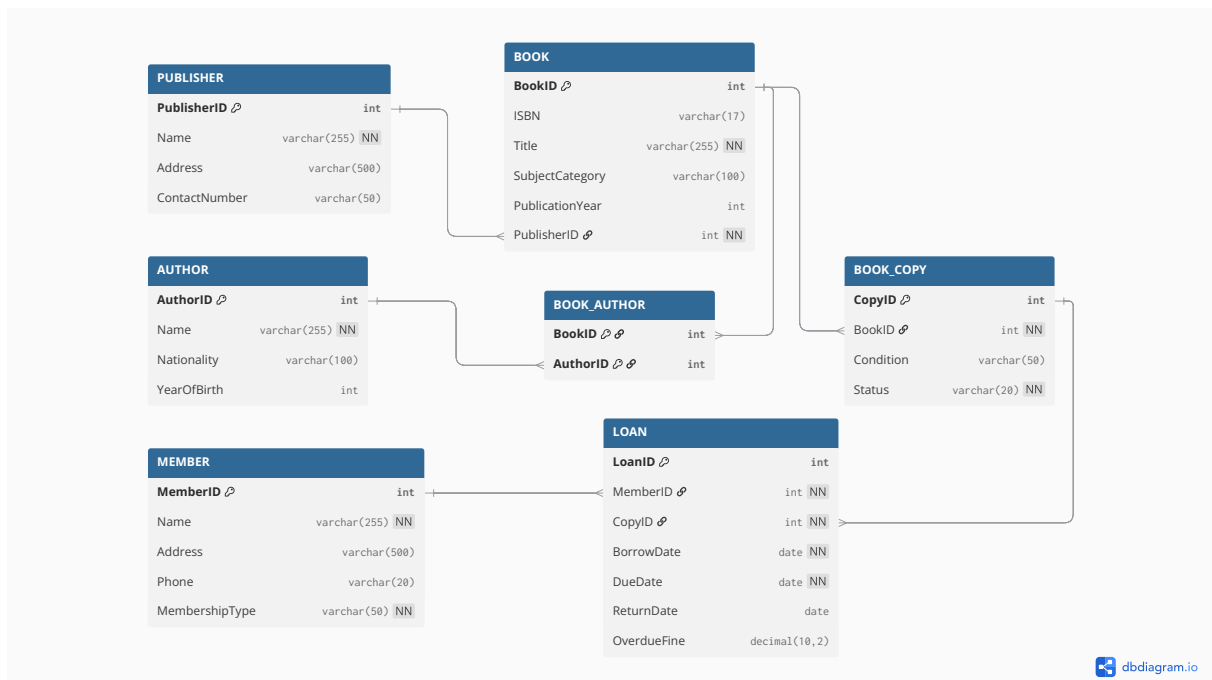 PUBLISHER
PublisherID int
Name varchar(255) NN
Address varchar(500)
ContactNumber varchar(50)
BOOK
BookID int
ISBN varchar(17)
Title varchar(255) NN
SubjectCategory varchar(100)
PublicationYear int
PublisherID int NN
AUTHOR
AuthorID int
Name varchar(255) NN
Nationality varchar(100)
YearOfBirth int
BOOK_AUTHOR
BookID int
AuthorID int
BOOK_COPY
CopyID int
BookID int NN
Condition varchar(50)
Status varchar(20) NN
MEMBER
MemberID int
Name varchar(255) NN
Address varchar(500)
Phone varchar(20)
MembershipType varchar(50) NN
LOAN
LoanID int
MemberID int NN
CopyID int NN
BorrowDate date NN
DueDate date NN
ReturnDate date
OverdueFine decimal(10,2)
dbdiagram.io